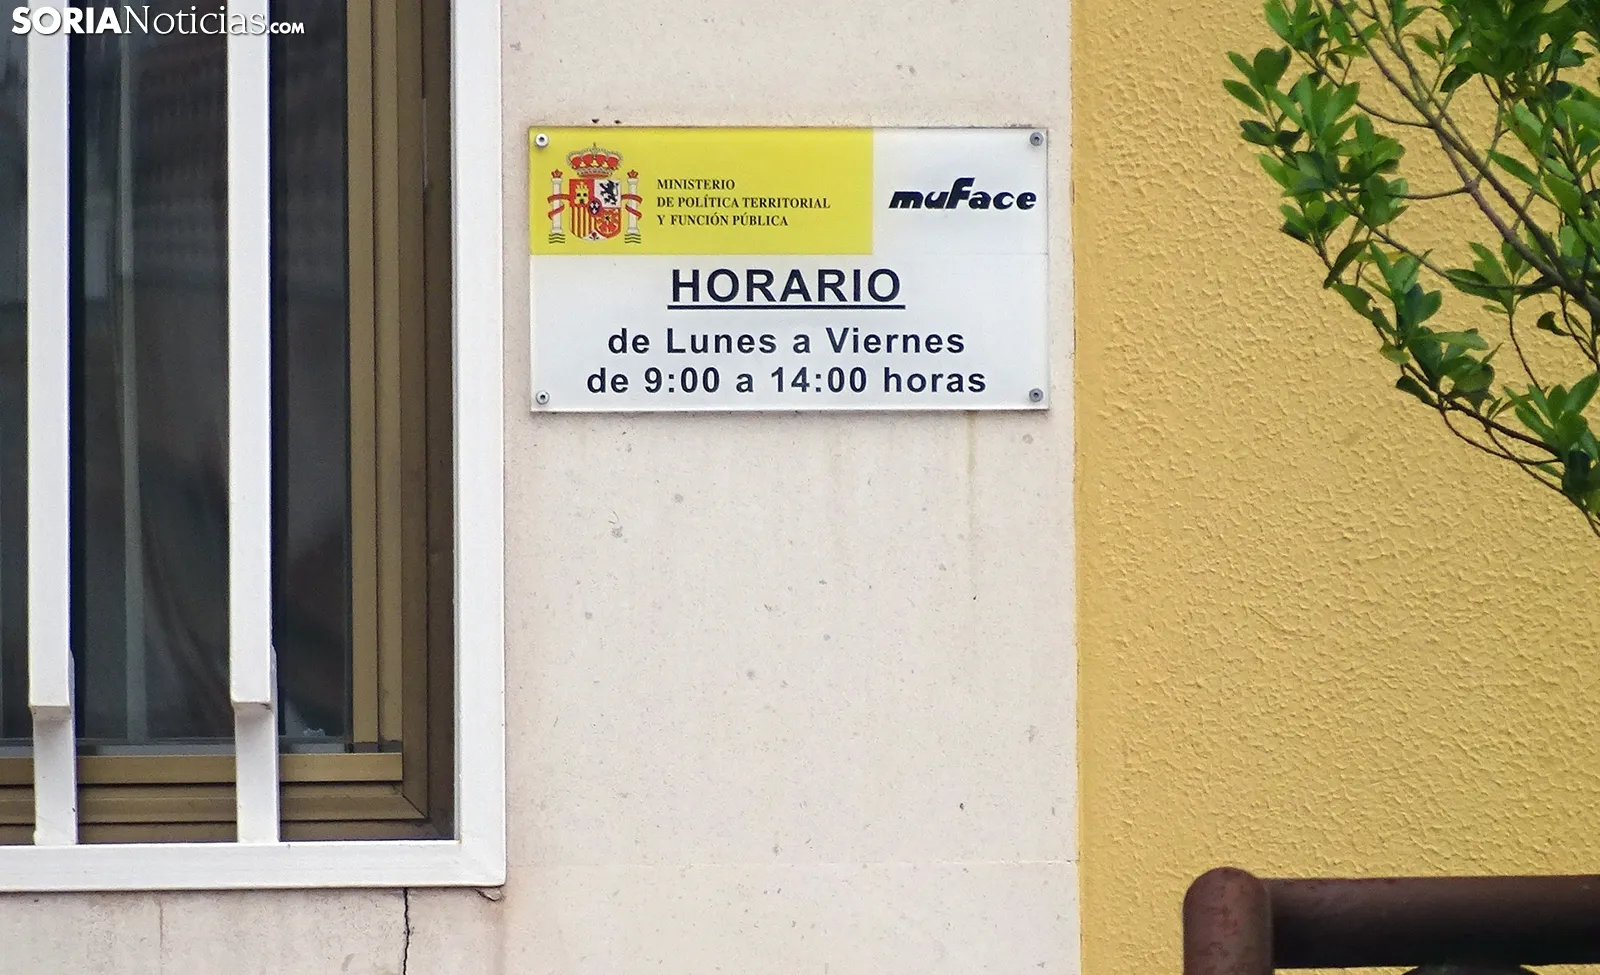 SORIANoticias.com
MINISTERIO
DE POLÍTICA TERRITORIAL
Y FUNCIÓN PÚBLICA
muface
HORARIO
de Lunes a Viernes
de 9:00 a 14:00 horas